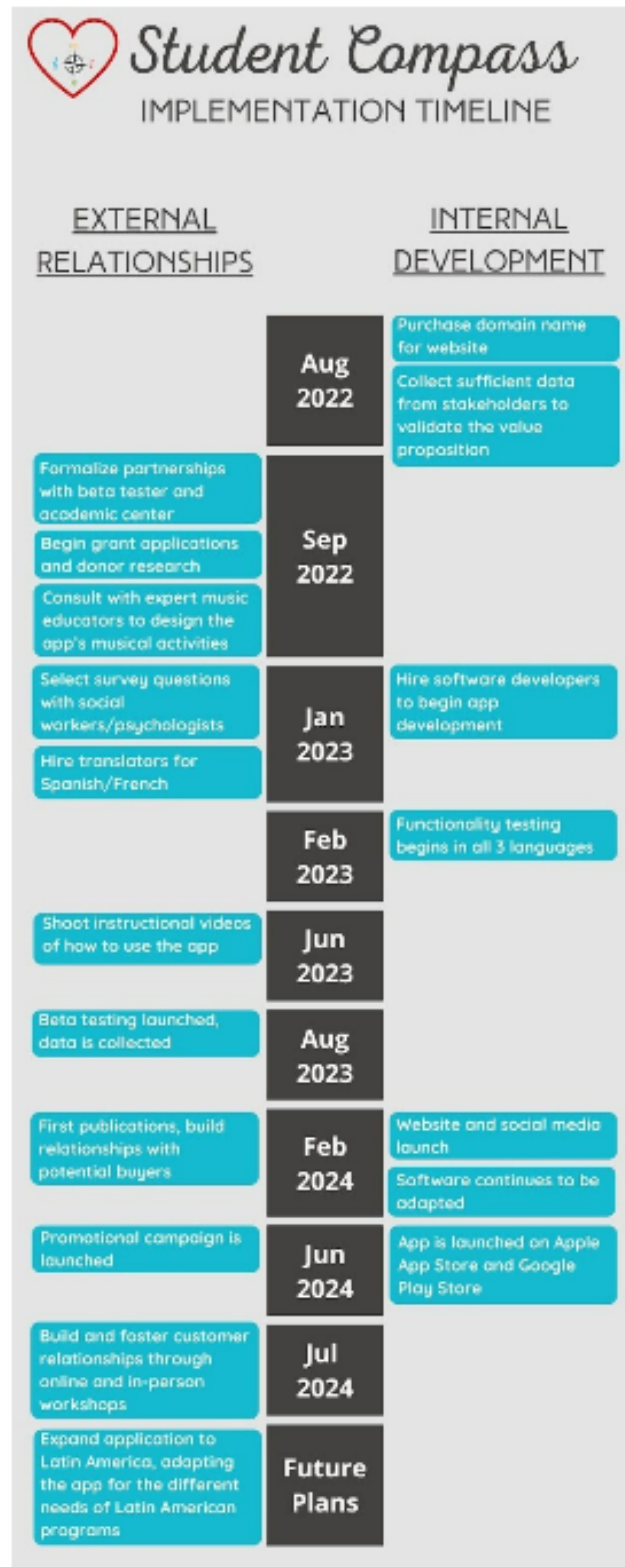 Student Compass
IMPLEMENTATION TIMELINE
EXTERNAL
RELATIONSHIPS
INTERNAL
DEVELOPMENT
Aug
2022
Purchase domain name
for website
Collect sufficient data
from stakeholders to
validate the value
proposition
Formalize partnerships
with beta tester and
academic center
Begin grant applications
and donor research
Consult with expert music
educators to design the
app's musical activities
Sep
2022
Select survey questions
with social
workers/psychologists
Hire translators for
Spanish/French
Jan
2023
Hire software developers
to begin app
development
Feb
2023
Functionality testing
begins in all 3 languages
Shoot instructional videos
of how to use the app
Jun
2023
Beta testing launched,
data is collected
Aug
2023
First publications, build
relationships with
potential buyers
Feb
2024
Website and social media
launch
Software continues to be
adapted
Promotional campaign is
launched
Jun
2024
App is launched on Apple
App Store and Google
Play Store
Build and foster customer
relationships through
online and in-person
workshops
Jul
2024
Expand application to
Latin America, adapting
the app for the different
needs of Latin American
programs
Future
Plans